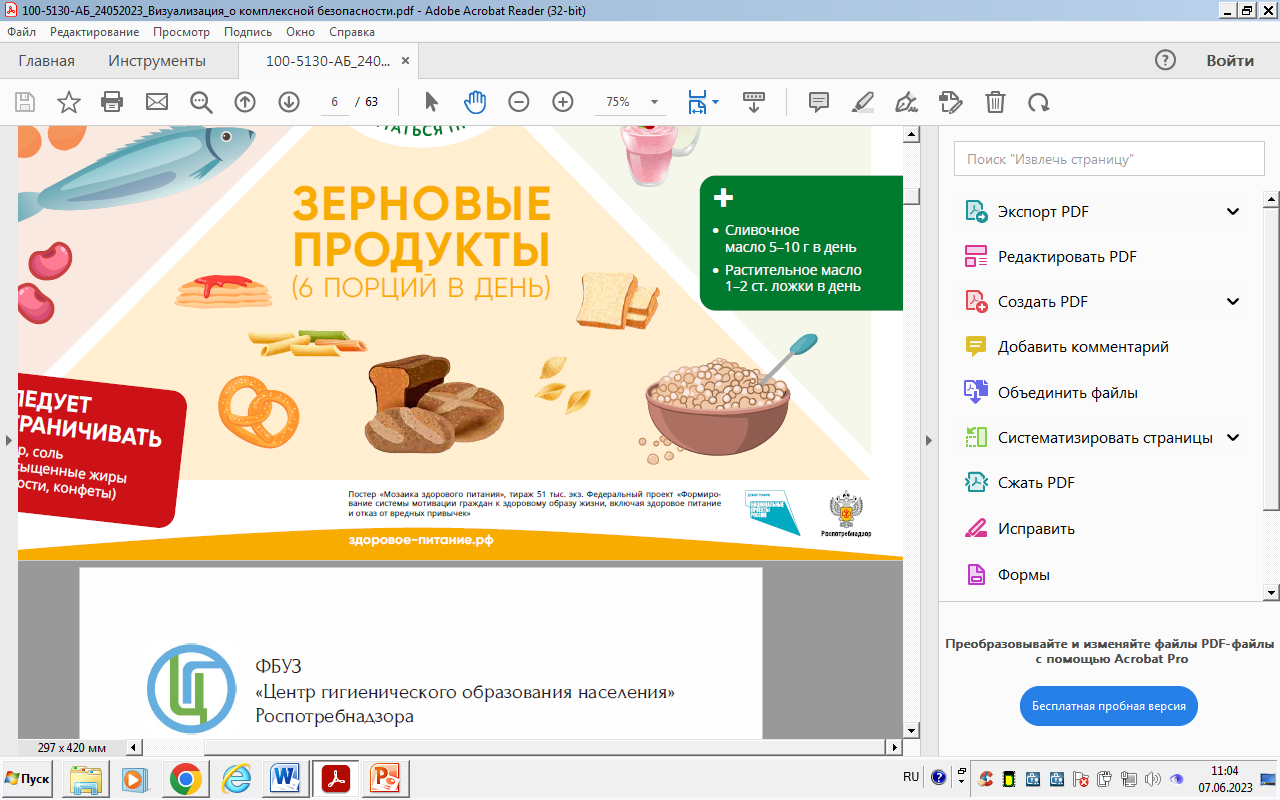 100-5130-АБ_24052023_Визуализация_о комплексной безопасности.pdf - Adobe Acrobat Reader (32-bit)
Файл Редактирование Просмотр Подпись Окно Справка
Главная Инструменты 100-5130-АБ_240... × Войти
6 / 63 75%
ЗЕРНОВЫЕ
ПРОДУКТЫ
(6 ПОРЦИЙ В ДЕНЬ)
+
• Сливочное
масло 5–10 г в день
• Растительное масло
1–2 ст. ложки в день
ЛЕДУЕТ
ГРАНИЧИВАТЬ
р, соль
сыщенные жиры
ости, конфеты)
Постер «Мозаика здорового питания», тираж 51 тыс. экз. Федеральный проект «Формиро-
вание системы мотивации граждан к здоровому образу жизни, включая здоровое питание
и отказ от вредных привычек»
НАЦИОНАЛЬНЫЕ
ПРОЕКТЫ
РОССИИ
Роспотребнадзор
здоровое-питание.рф
ФБУЗ
«Центр гигиенического образования населения»
Роспотребнадзора
297 x 420 мм
Поиск "Извлечь страницу"
Экспорт PDF
Редактировать PDF
Создать PDF
Добавить комментарий
Объединить файлы
Систематизировать страницы
Сжать PDF
Исправить
Формы
Преобразовывайте и изменяйте файлы PDF-файлы
с помощью Acrobat Pro
Бесплатная пробная версия
Пуск
RU
11:04
07.06.2023